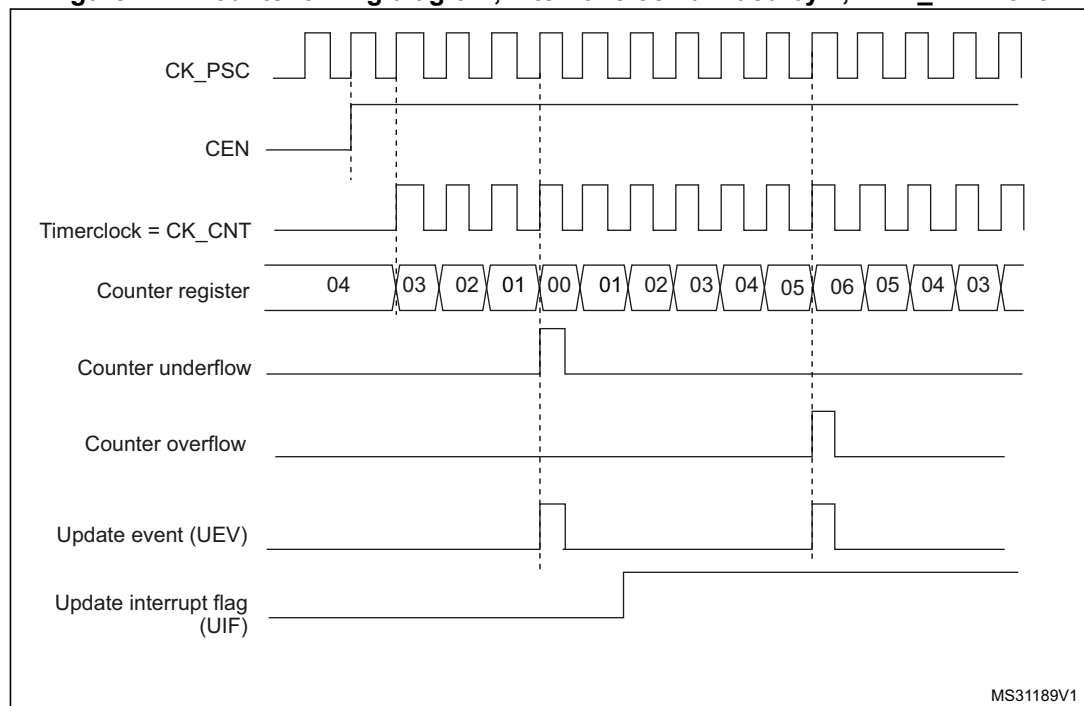 CK_PSC
CEN
Timerclock = CK_CNT
Counter register
04 03 02 01 00 01 02 03 04 05 06 05 04 03
Counter underflow
Counter overflow
Update event (UEV)
Update interrupt flag
(UIF)
MS31189V1